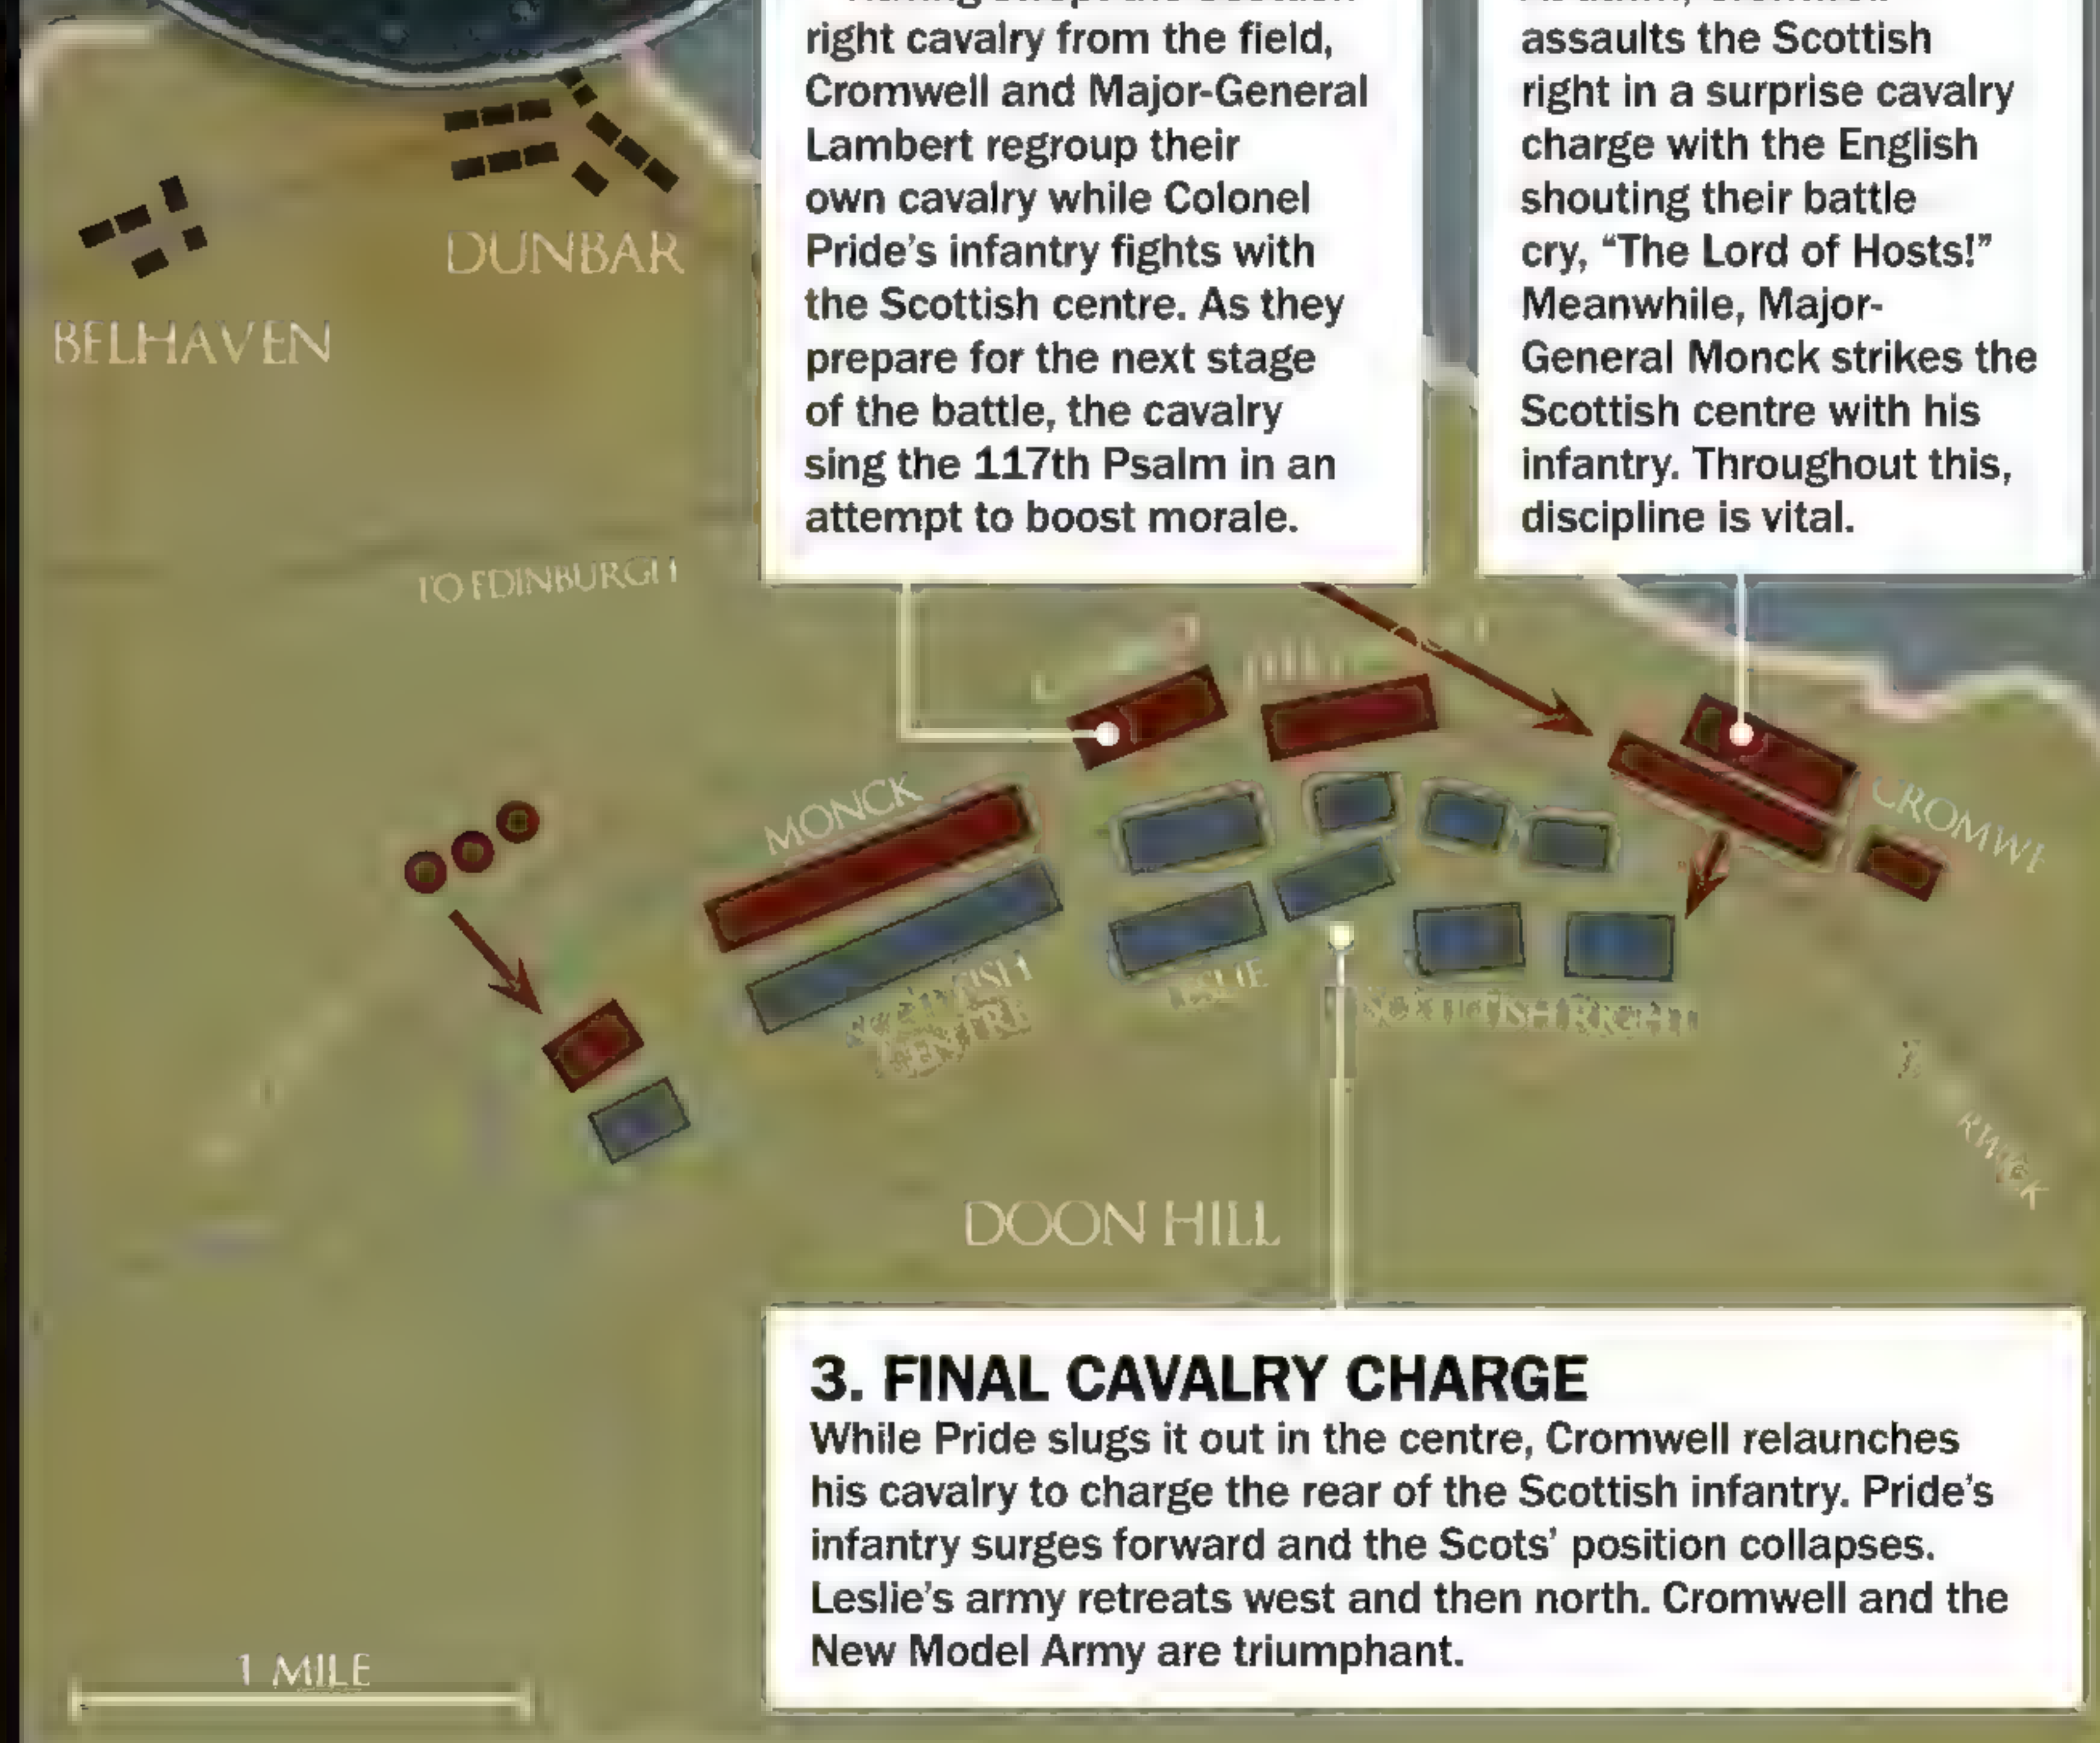 right cavalry from the field,
Cromwell and Major-General
Lambert regroup their
own cavalry while Colonel
Pride's infantry fights with
the Scottish centre. As they
prepare for the next stage
of the battle, the cavalry
sing the 117th Psalm in an
attempt to boost morale.
assaults the Scottish
right in a surprise cavalry
charge with the English
shouting their battle
cry, “The Lord of Hosts!”
Meanwhile, Major-
General Monck strikes the
Scottish centre with his
infantry. Throughout this,
discipline is vital.
DUNBAR
BELHAVEN
TO EDINBURGH
MONCK
CROMWE
CENTRE
SCOTTISH RIGHT
DOON HILL
3. FINAL CAVALRY CHARGE
While Pride slugs it out in the centre, Cromwell relaunches
his cavalry to charge the rear of the Scottish infantry. Pride's
infantry surges forward and the Scots' position collapses.
Leslie's army retreats west and then north. Cromwell and the
New Model Army are triumphant.
1 MILE